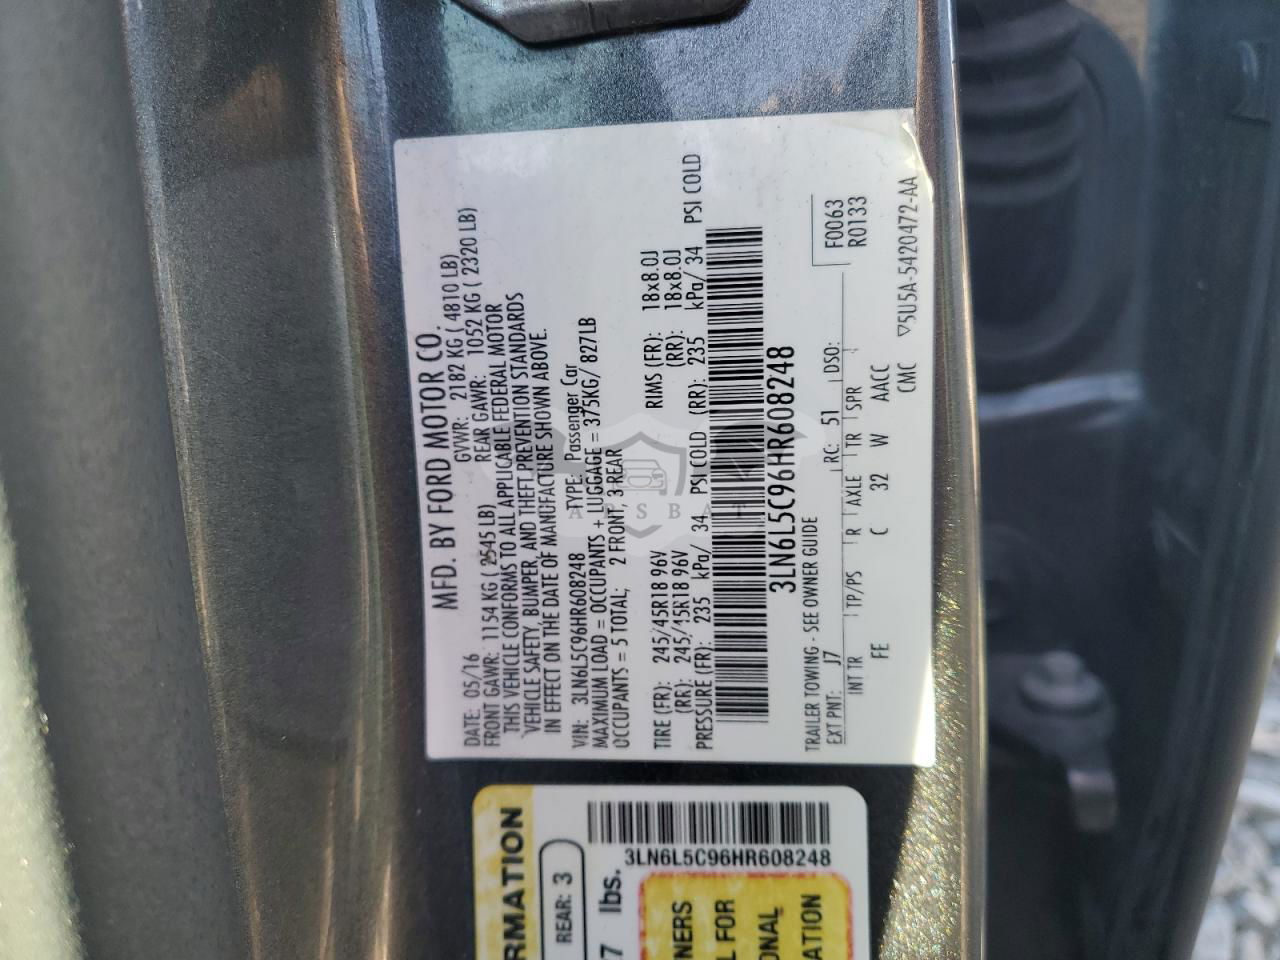 MFD. BY FORD MOTOR CO.
DATE: 05/16 GVWR: 2182 KG ( 4810 LB)
FRONT GAWR: 1154 KG ( 2545 LB) REAR GAWR: 1052 KG ( 2320 LB)
THIS VEHICLE CONFORMS TO ALL APPLICABLE FEDERAL MOTOR
VEHICLE SAFETY, BUMPER, AND THEFT PREVENTION STANDARDS
IN EFFECT ON THE DATE OF MANUFACTURE SHOWN ABOVE.
VIN: 3LN6L5C96HR608248 TYPE: Passenger Car
MAXIMUM LOAD = OCCUPANTS + LUGGAGE = 375KG/ 827LB
OCCUPANTS = 5 TOTAL; 2 FRONT, 3 REAR
TIRE (FR): 245/45R18 96V RIMS (FR): 18x8.0J
(RR): 245/45R18 96V (RR): 18x8.0J
PRESSURE (FR): 235 kPa/ 34 PSI COLD (RR): 235 kPa/ 34 PSI COLD
3LN6L5C96HR608248
TRAILER TOWING - SEE OWNER GUIDE
EXT PNT: J7 RC: 51 DSO:
F0063
R0133
INT TR TP/PS R AXLE TR SPR
FE C 32 W AACC
CMC ▽5U5A-5420472-AA
RMATION
REAR: 3
7 lbs.
3LN6L5C96HR608248
NERS
L FOR
ONAL
ATION